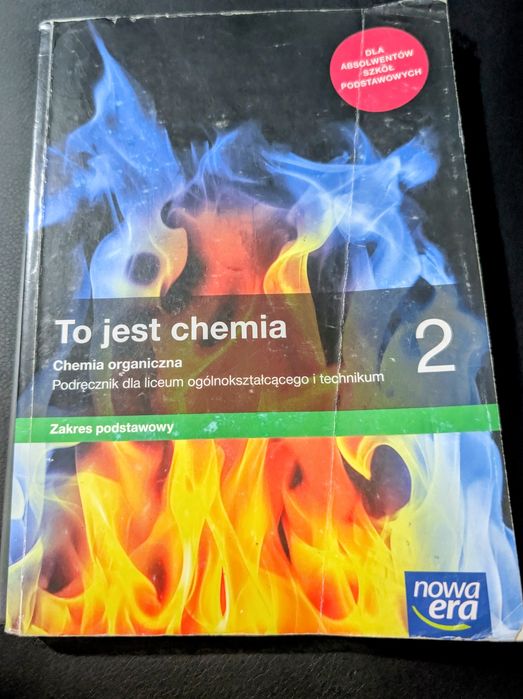 DLA
ABSOLWENTÓW
SZKÓŁ
PODSTAWOWYCH
To jest chemia
2
Chemia organiczna
Podręcznik dla liceum ogólnokształcącego i technikum
Zakres podstawowy
nowa
era